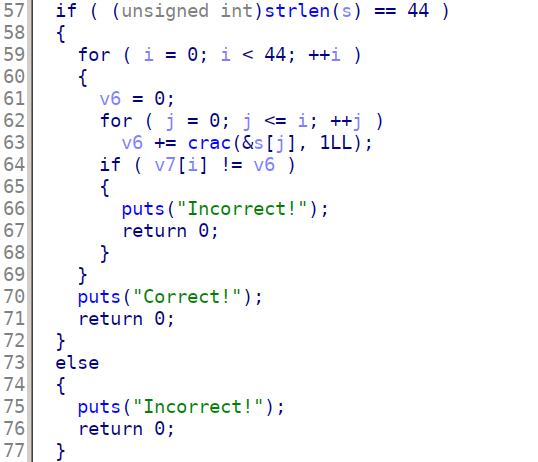 57 if ( (unsigned int)strlen(s) == 44 )
58 {
59 for ( i = 0; i < 44; ++i )
60 {
61 v6 = 0;
62 for ( j = 0; j <= i; ++j )
63 v6 += crac(&s[j], 1LL);
64 if ( v7[i] != v6 )
65 {
66 puts("Incorrect!");
67 return 0;
68 }
69 }
70 puts("Correct!");
71 return 0;
72 }
73 else
74 {
75 puts("Incorrect!");
76 return 0;
77 }